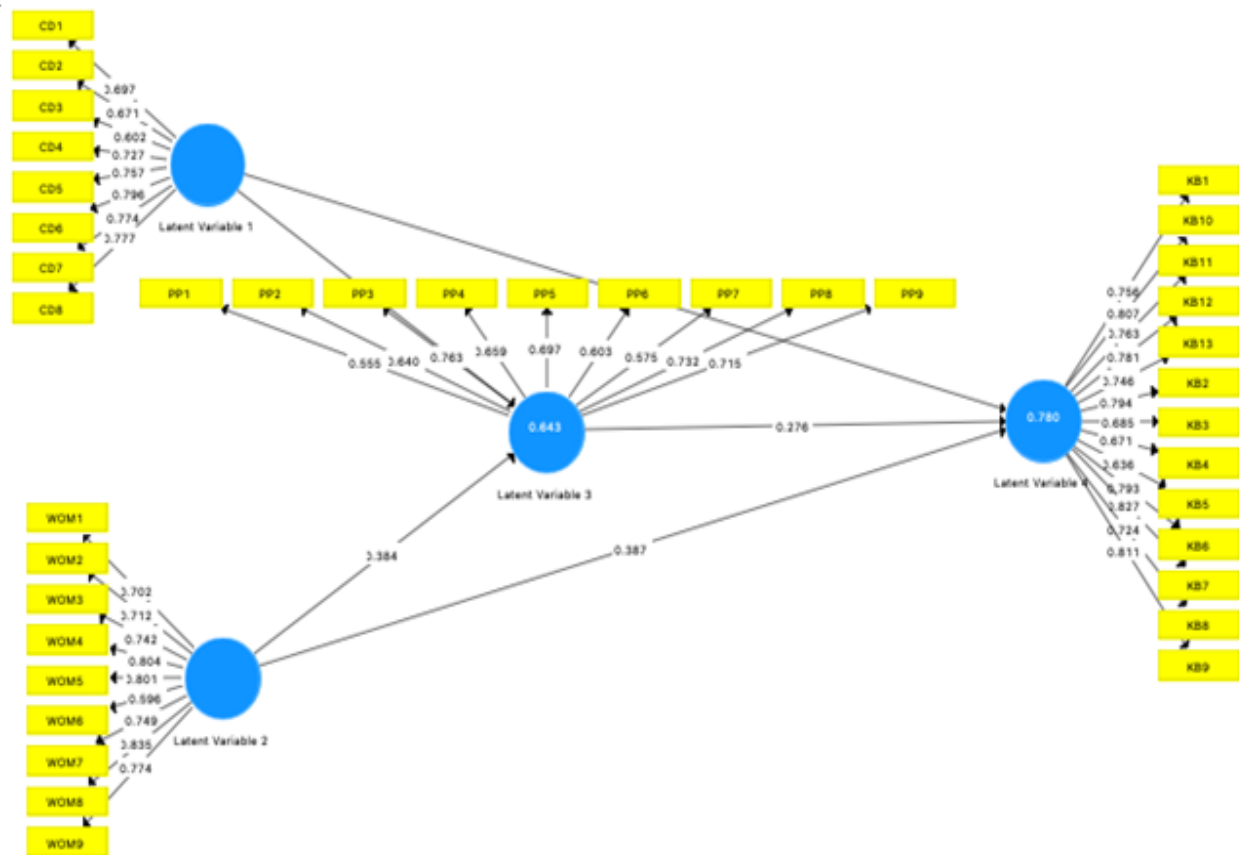 CD1
CD2
CD3
CD4
CD5
CD6
CD7
CD8
0.697
0.671
0.602
0.727
0.757
0.796
0.774
0.777
Latent Variable 1
PP1
PP2
PP3
PP4
PP5
PP6
PP7
PP8
PP9
0.555
0.640
0.763
0.659
0.697
0.603
0.575
0.732
0.715
0.643
Latent Variable 3
0.276
0.384
0.387
WOM1
WOM2
WOM3
WOM4
WOM5
WOM6
WOM7
WOM8
WOM9
0.702
0.712
0.742
0.804
0.801
0.596
0.749
0.835
0.774
Latent Variable 2
0.780
Latent Variable 4
0.756
0.807
0.763
0.781
0.746
0.794
0.685
0.671
0.636
0.793
0.827
0.724
0.811
KB1
KB10
KB11
KB12
KB13
KB2
KB3
KB4
KB5
KB6
KB7
KB8
KB9